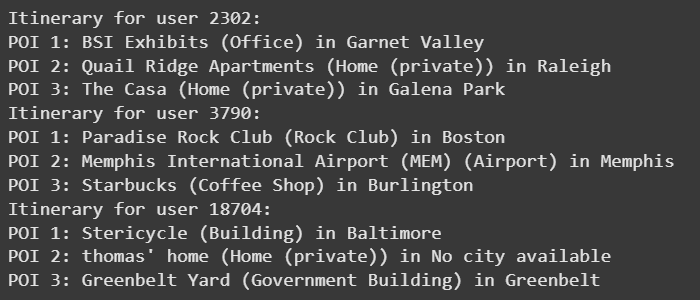 Itinerary for user 2302:
POI 1: BSI Exhibits (Office) in Garnet Valley
POI 2: Quail Ridge Apartments (Home (private)) in Raleigh
POI 3: The Casa (Home (private)) in Galena Park
Itinerary for user 3790:
POI 1: Paradise Rock Club (Rock Club) in Boston
POI 2: Memphis International Airport (MEM) (Airport) in Memphis
POI 3: Starbucks (Coffee Shop) in Burlington
Itinerary for user 18704:
POI 1: Stericycle (Building) in Baltimore
POI 2: thomas' home (Home (private)) in No city available
POI 3: Greenbelt Yard (Government Building) in Greenbelt